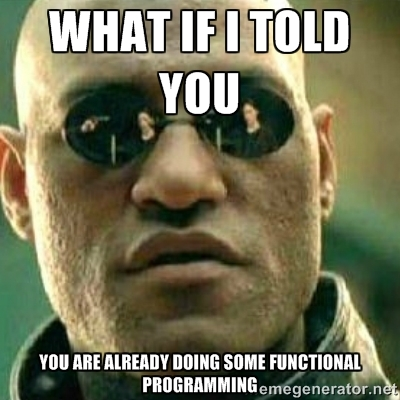 WHAT IF I TOLD
YOU
YOU ARE ALREADY DOING SOME FUNCTIONAL
PROGRAMMING
emegenerator.net